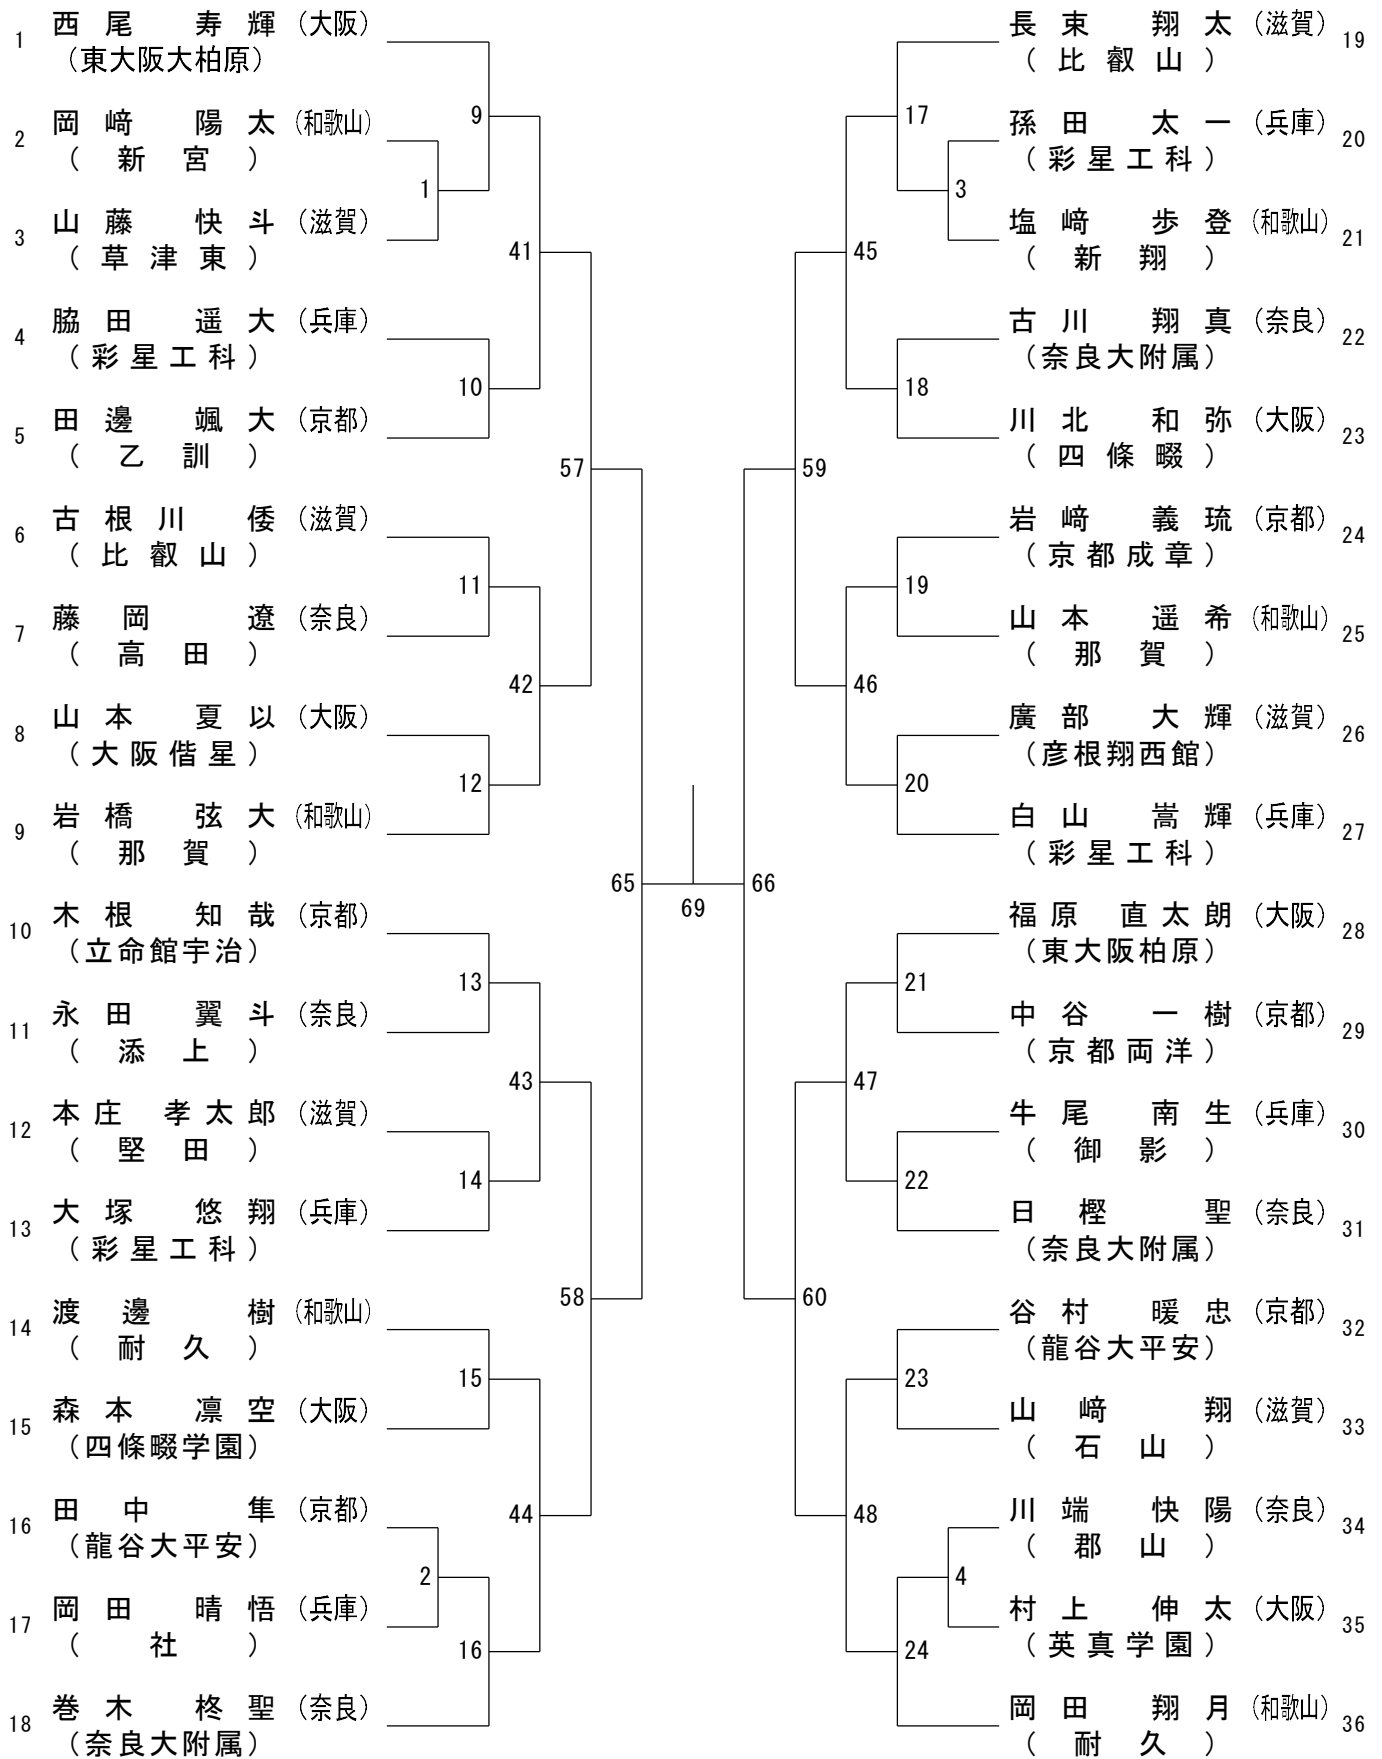 1 西尾 寿輝 (大阪)
(東大阪大柏原)
2 岡﨑 陽太 (和歌山)
(新宮)
3 山藤 快斗 (滋賀)
(草津東)
4 脇田 遥大 (兵庫)
(彩星工科)
5 田邊 颯大 (京都)
(乙訓)
6 古根川 倭 (滋賀)
(比叡山)
7 藤岡 遼 (奈良)
(高田)
8 山本 夏以 (大阪)
(大阪偕星)
9 岩橋 弦大 (和歌山)
(那賀)
10 木根 知哉 (京都)
(立命館宇治)
11 永田 翼斗 (奈良)
(添上)
12 本庄 孝太郎 (滋賀)
(堅田)
13 大塚 悠翔 (兵庫)
(彩星工科)
14 渡邊 樹 (和歌山)
(耐久)
15 森本 凛空 (大阪)
(四條畷学園)
16 田中 隼 (京都)
(龍谷大平安)
17 岡田 晴悟 (兵庫)
(社)
18 巻木 柊聖 (奈良)
(奈良大附属)
9
1
41
10
57
11
42
12
65
13
43
14
58
15
44
2
16
69
66
17
3
45
18
59
19
46
20
21
47
22
60
23
48
4
24
長束 翔太 (滋賀) 19
(比叡山)
孫田 太一 (兵庫) 20
(彩星工科)
塩﨑 歩登 (和歌山) 21
(新翔)
古川 翔真 (奈良) 22
(奈良大附属)
川北 和弥 (大阪) 23
(四條畷)
岩﨑 義琉 (京都) 24
(京都成章)
山本 遥希 (和歌山) 25
(那賀)
廣部 大輝 (滋賀) 26
(彦根翔西館)
白山 嵩輝 (兵庫) 27
(彩星工科)
福原 直太朗 (大阪) 28
(東大阪柏原)
中谷 一樹 (京都) 29
(京都両洋)
牛尾 南生 (兵庫) 30
(御影)
日樫 聖 (奈良) 31
(奈良大附属)
谷村 暖忠 (京都) 32
(龍谷大平安)
山﨑 翔 (滋賀) 33
(石山)
川端 快陽 (奈良) 34
(郡山)
村上 伸太 (大阪) 35
(英真学園)
岡田 翔月 (和歌山) 36
(耐久)